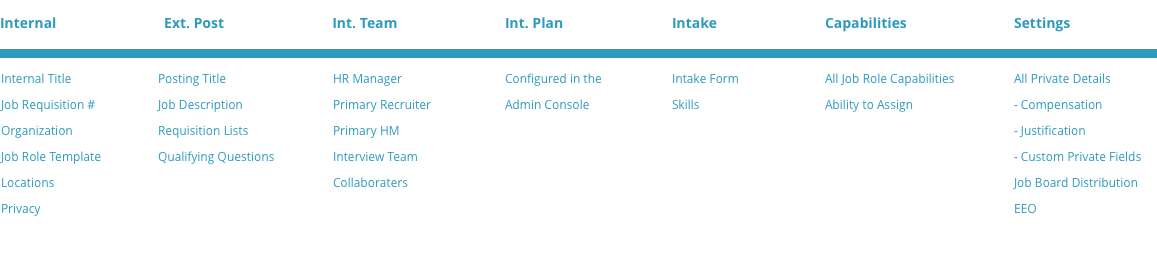 Internal
Ext. Post
Int. Team
Int. Plan
Intake
Capabilities
Settings
Internal Title
Job Requisition #
Organization
Job Role Template
Locations
Privacy
Posting Title
Job Description
Requisition Lists
Qualifying Questions
HR Manager
Primary Recruiter
Primary HM
Interview Team
Collaboraters
Configured in the
Admin Console
Intake Form
Skills
All Job Role Capabilities
Ability to Assign
All Private Details
- Compensation
- Justification
- Custom Private Fields
Job Board Distribution
EEO